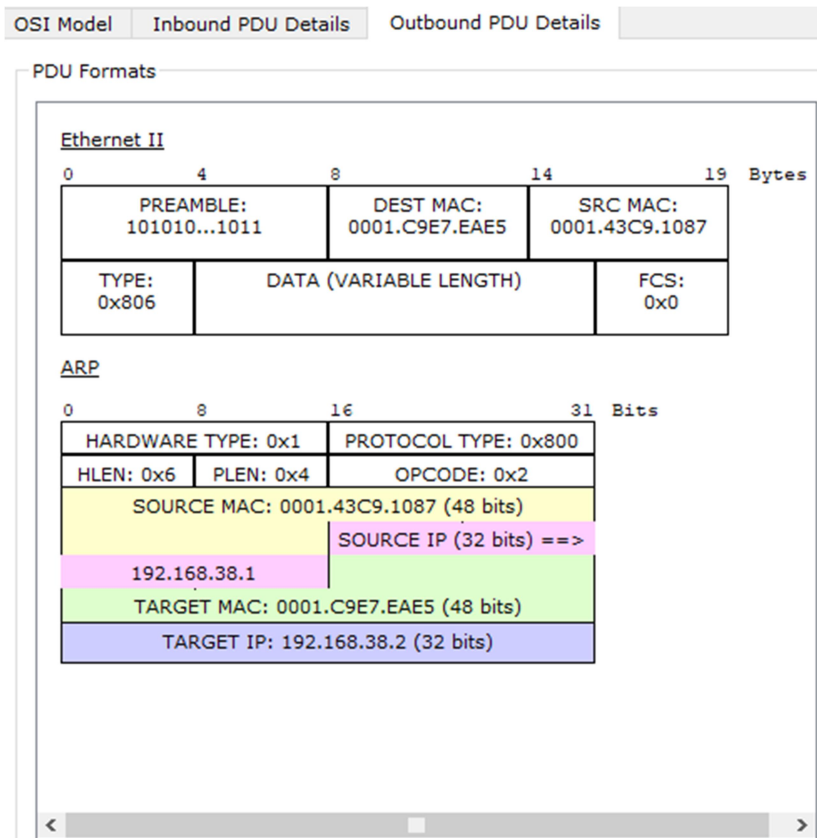 OSI Model Inbound PDU Details Outbound PDU Details
PDU Formats
Ethernet II
0 4 8 14 19 Bytes
PREAMBLE: DEST MAC: SRC MAC:
101010...1011 0001.C9E7.EAE5 0001.43C9.1087
TYPE: DATA (VARIABLE LENGTH) FCS:
0x806 0x0
ARP
0 8 16 31 Bits
HARDWARE TYPE: 0x1 PROTOCOL TYPE: 0x800
HLEN: 0x6 PLEN: 0x4 OPCODE: 0x2
SOURCE MAC: 0001.43C9.1087 (48 bits)
SOURCE IP (32 bits) ==>
192.168.38.1
TARGET MAC: 0001.C9E7.EAE5 (48 bits)
TARGET IP: 192.168.38.2 (32 bits)